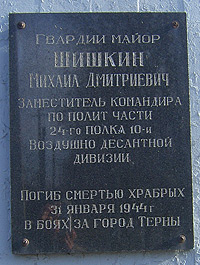 Гвардии майор
Шишкин
Михаил Дмитриевич
Заместитель командира
по полит части
24-го полка 10-й
Воздушно десантной
дивизии
Погиб смертью храбрых
31 января 1944 г
в боях за город Терны